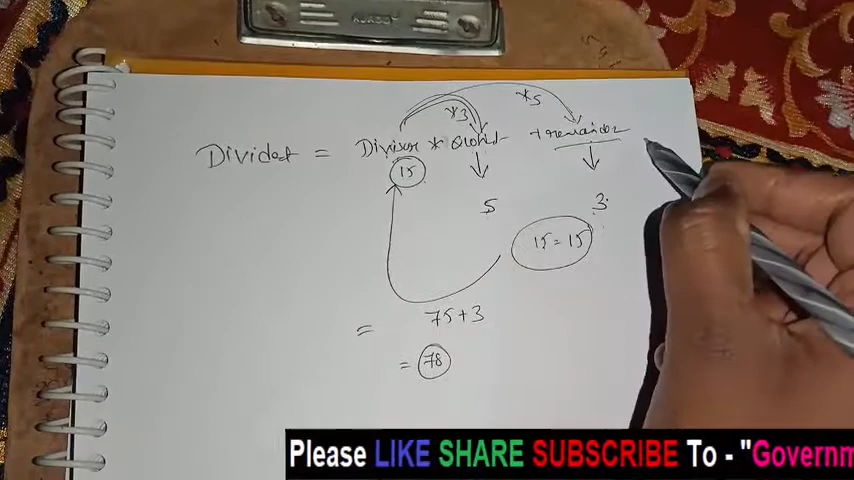 *3 *5
Divident = Divisor * Quotient + remainder
15
5 3
15 = 15
= 75+3
= 78
Please LIKE SHARE SUBSCRIBE To - "Governm